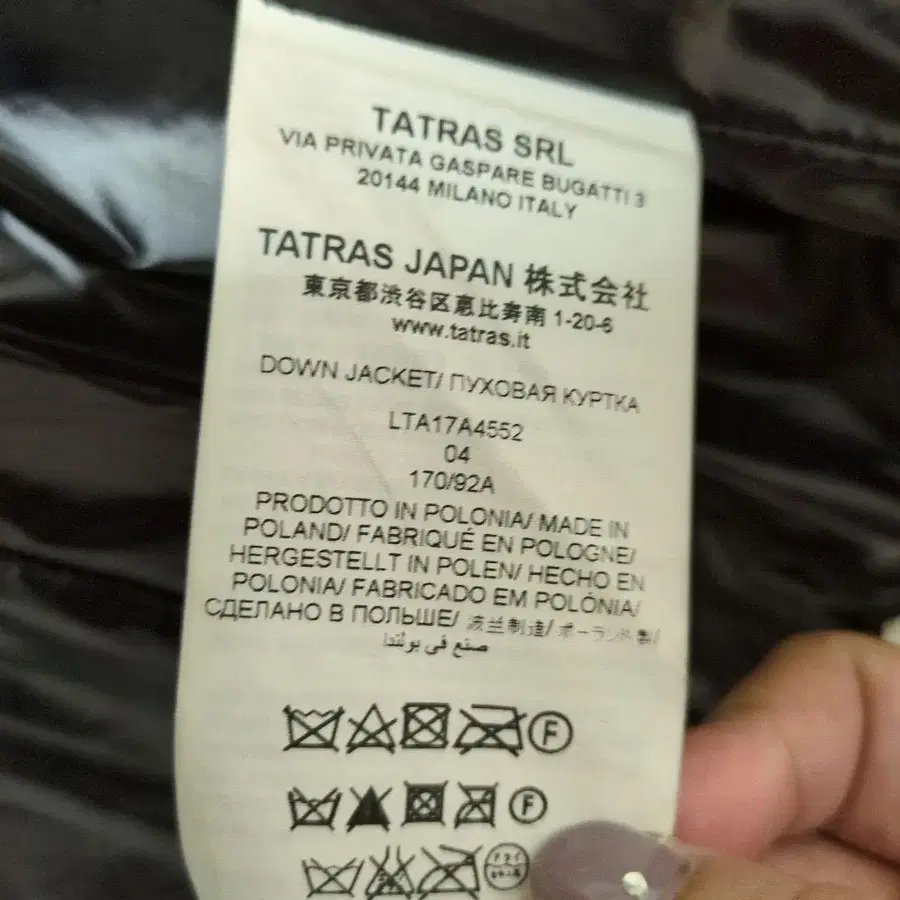 TATRAS SRL
VIA PRIVATA GASPARE BUGATTI 3
20144 MILANO ITALY
TATRAS JAPAN 株式会社
東京都渋谷区恵比寿南 1-20-6
www.tatras.it
DOWN JACKET/ ПУХОВАЯ КУРТКА
LTA17A4552
04
170/92A
PRODOTTO IN POLONIA/ MADE IN
POLAND/ FABRIQUÉ EN POLOGNE/
HERGESTELLT IN POLEN/ HECHO EN
POLONIA/ FABRICADO EM POLÓNIA/
СДЕЛАНО В ПОЛЬШЕ/ 波兰制造/ ポーランド製/
صنع في بولندا
F
F